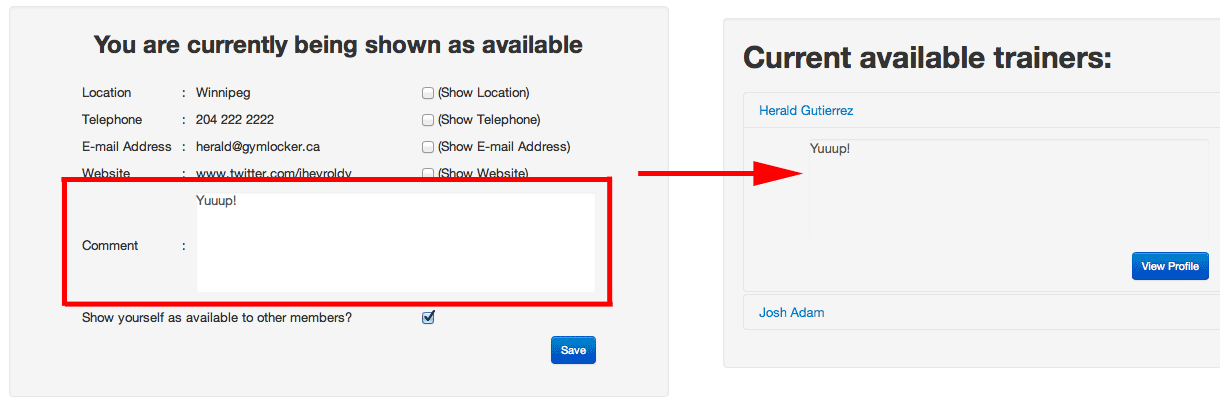 You are currently being shown as available
Location : Winnipeg (Show Location)
Telephone : 204 222 2222 (Show Telephone)
E-mail Address : herald@gymlocker.ca (Show E-mail Address)
Website : www.twitter.com/iheyroldy (Show Website)
Yuuup!
Comment :
Show yourself as available to other members?
Save
Current available trainers:
Herald Gutierrez
Yuuup!
View Profile
Josh Adam